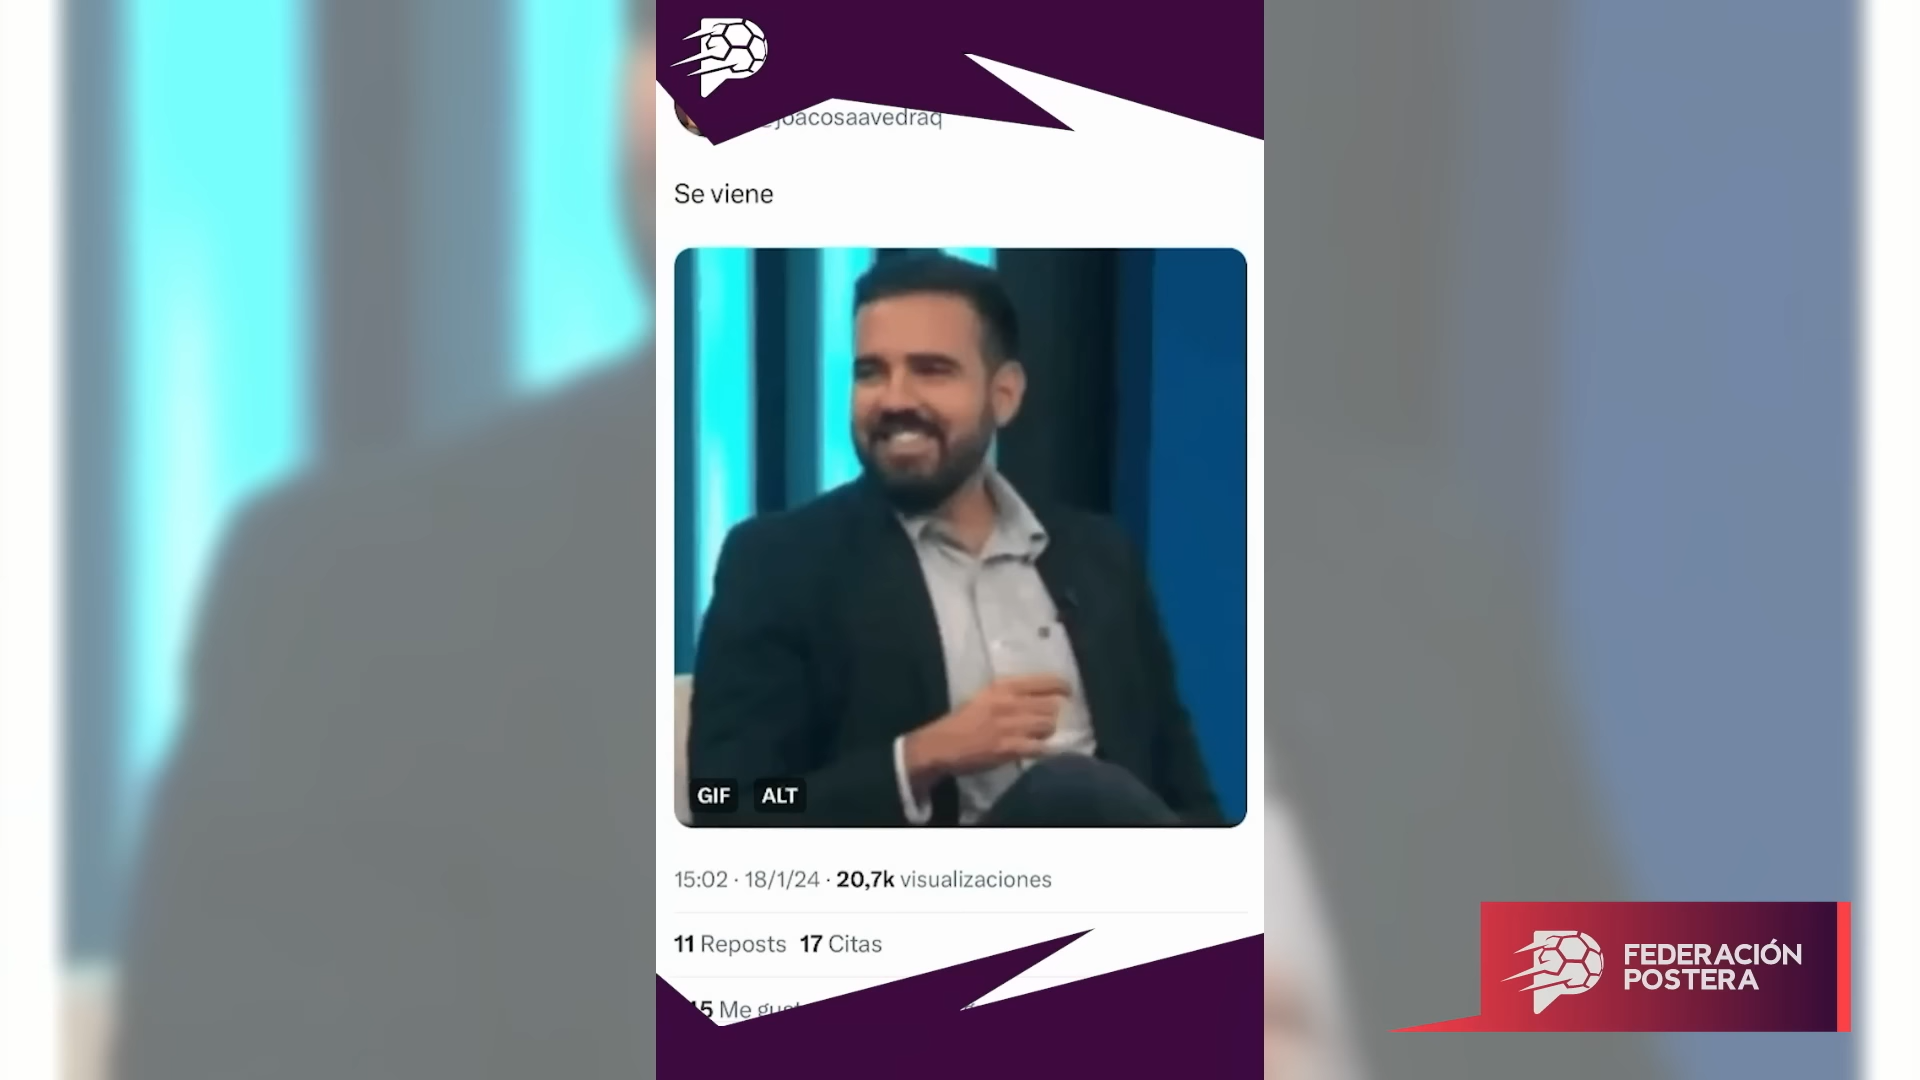 @joacosaavedraq
Se viene
GIF ALT
15:02 · 18/1/24 · 20,7k visualizaciones
11 Reposts 17 Citas
FEDERACIÓN
POSTERA